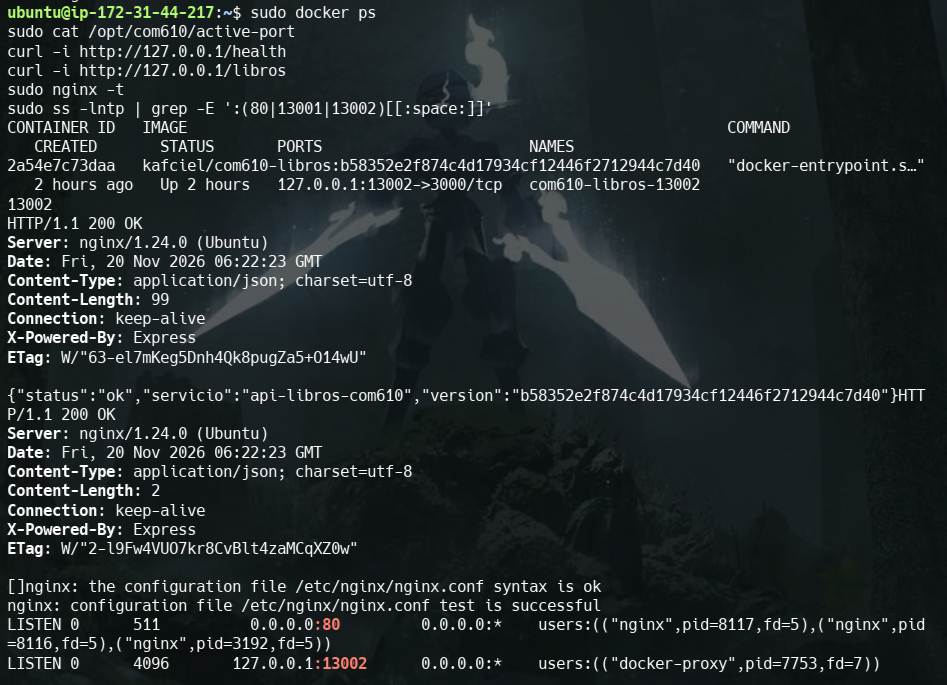 ubuntu@ip-172-31-44-217:~$ sudo docker ps
sudo cat /opt/com610/active-port
curl -i http://127.0.0.1/health
curl -i http://127.0.0.1/libros
sudo nginx -t
sudo ss -lntp | grep -E ':(80|13001|13002)[[:space:]]'
CONTAINER ID   IMAGE                                                            COMMAND
   CREATED       STATUS       PORTS                       NAMES
2a54e7c73daa   kafciel/com610-libros:b58352e2f874c4d17934cf12446f2712944c7d40   "docker-entrypoint.s…"
   2 hours ago   Up 2 hours   127.0.0.1:13002->3000/tcp   com610-libros-13002
13002
HTTP/1.1 200 OK
Server: nginx/1.24.0 (Ubuntu)
Date: Fri, 20 Nov 2026 06:22:23 GMT
Content-Type: application/json; charset=utf-8
Content-Length: 99
Connection: keep-alive
X-Powered-By: Express
ETag: W/"63-el7mKeg5Dnh4Qk8pugZa5+O14wU"

{"status":"ok","servicio":"api-libros-com610","version":"b58352e2f874c4d17934cf12446f2712944c7d40"}HTT
P/1.1 200 OK
Server: nginx/1.24.0 (Ubuntu)
Date: Fri, 20 Nov 2026 06:22:23 GMT
Content-Type: application/json; charset=utf-8
Content-Length: 2
Connection: keep-alive
X-Powered-By: Express
ETag: W/"2-l9Fw4VUO7kr8CvBlt4zaMCqXZ0w"

[]nginx: the configuration file /etc/nginx/nginx.conf syntax is ok
nginx: configuration file /etc/nginx/nginx.conf test is successful
LISTEN 0      511          0.0.0.0:80         0.0.0.0:*    users:(("nginx",pid=8117,fd=5),("nginx",pid
=8116,fd=5),("nginx",pid=3192,fd=5))
LISTEN 0      4096       127.0.0.1:13002      0.0.0.0:*    users:(("docker-proxy",pid=7753,fd=7))